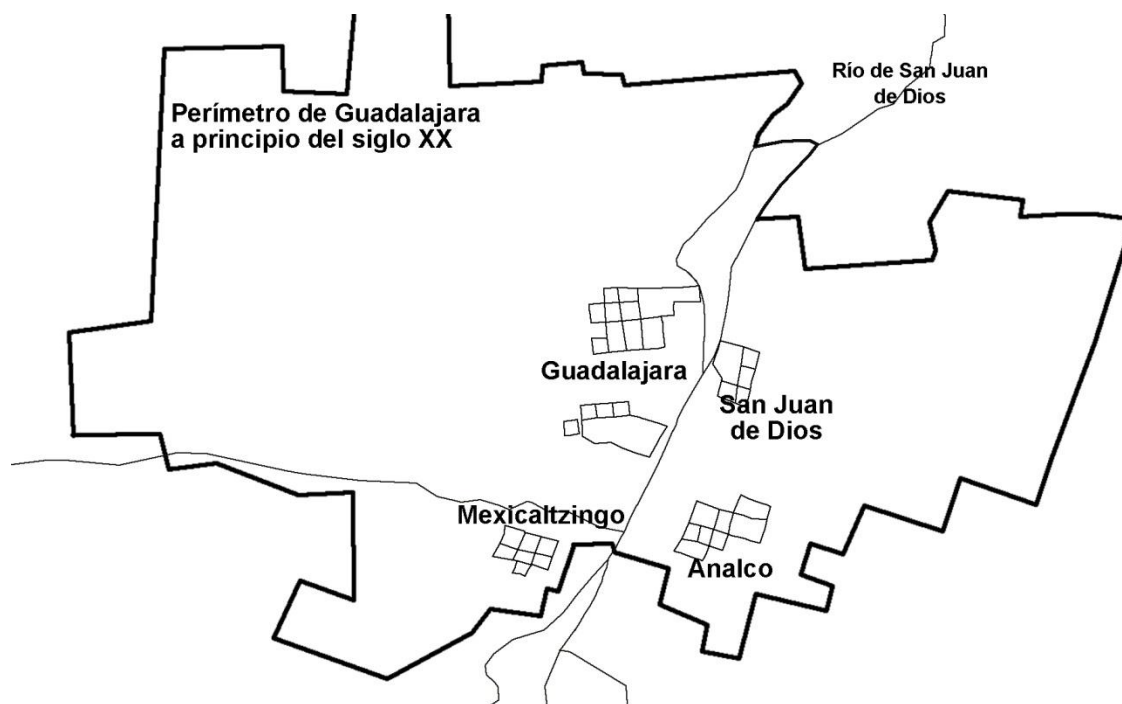 Río de San Juan
de Dios
Perímetro de Guadalajara
a principio del siglo XX
Guadalajara
San Juan
de Dios
Mexicaltzingo
Analco